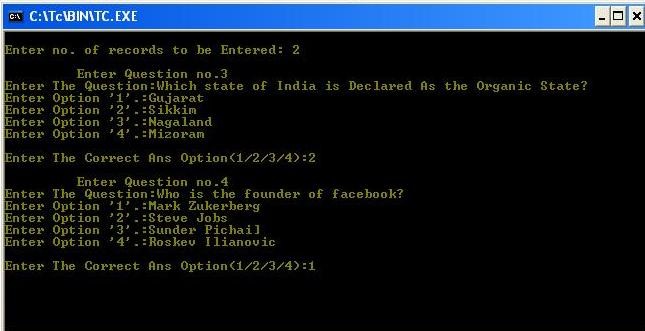 C:\Tc\BIN\TC.EXE
Enter no. of records to be Entered: 2
Enter Question no.3
Enter The Question:Which state of India is Declared As the Organic State?
Enter Option '1'.:Gujarat
Enter Option '2'.:Sikkim
Enter Option '3'.:Nagaland
Enter Option '4'.:Mizoram
Enter The Correct Ans Option(1/2/3/4):2
Enter Question no.4
Enter The Question:Who is the founder of facebook?
Enter Option '1'.:Mark Zukerberg
Enter Option '2'.:Steve Jobs
Enter Option '3'.:Sunder Pichai]
Enter Option '4'.:Roskev Ilianovic
Enter The Correct Ans Option(1/2/3/4):1